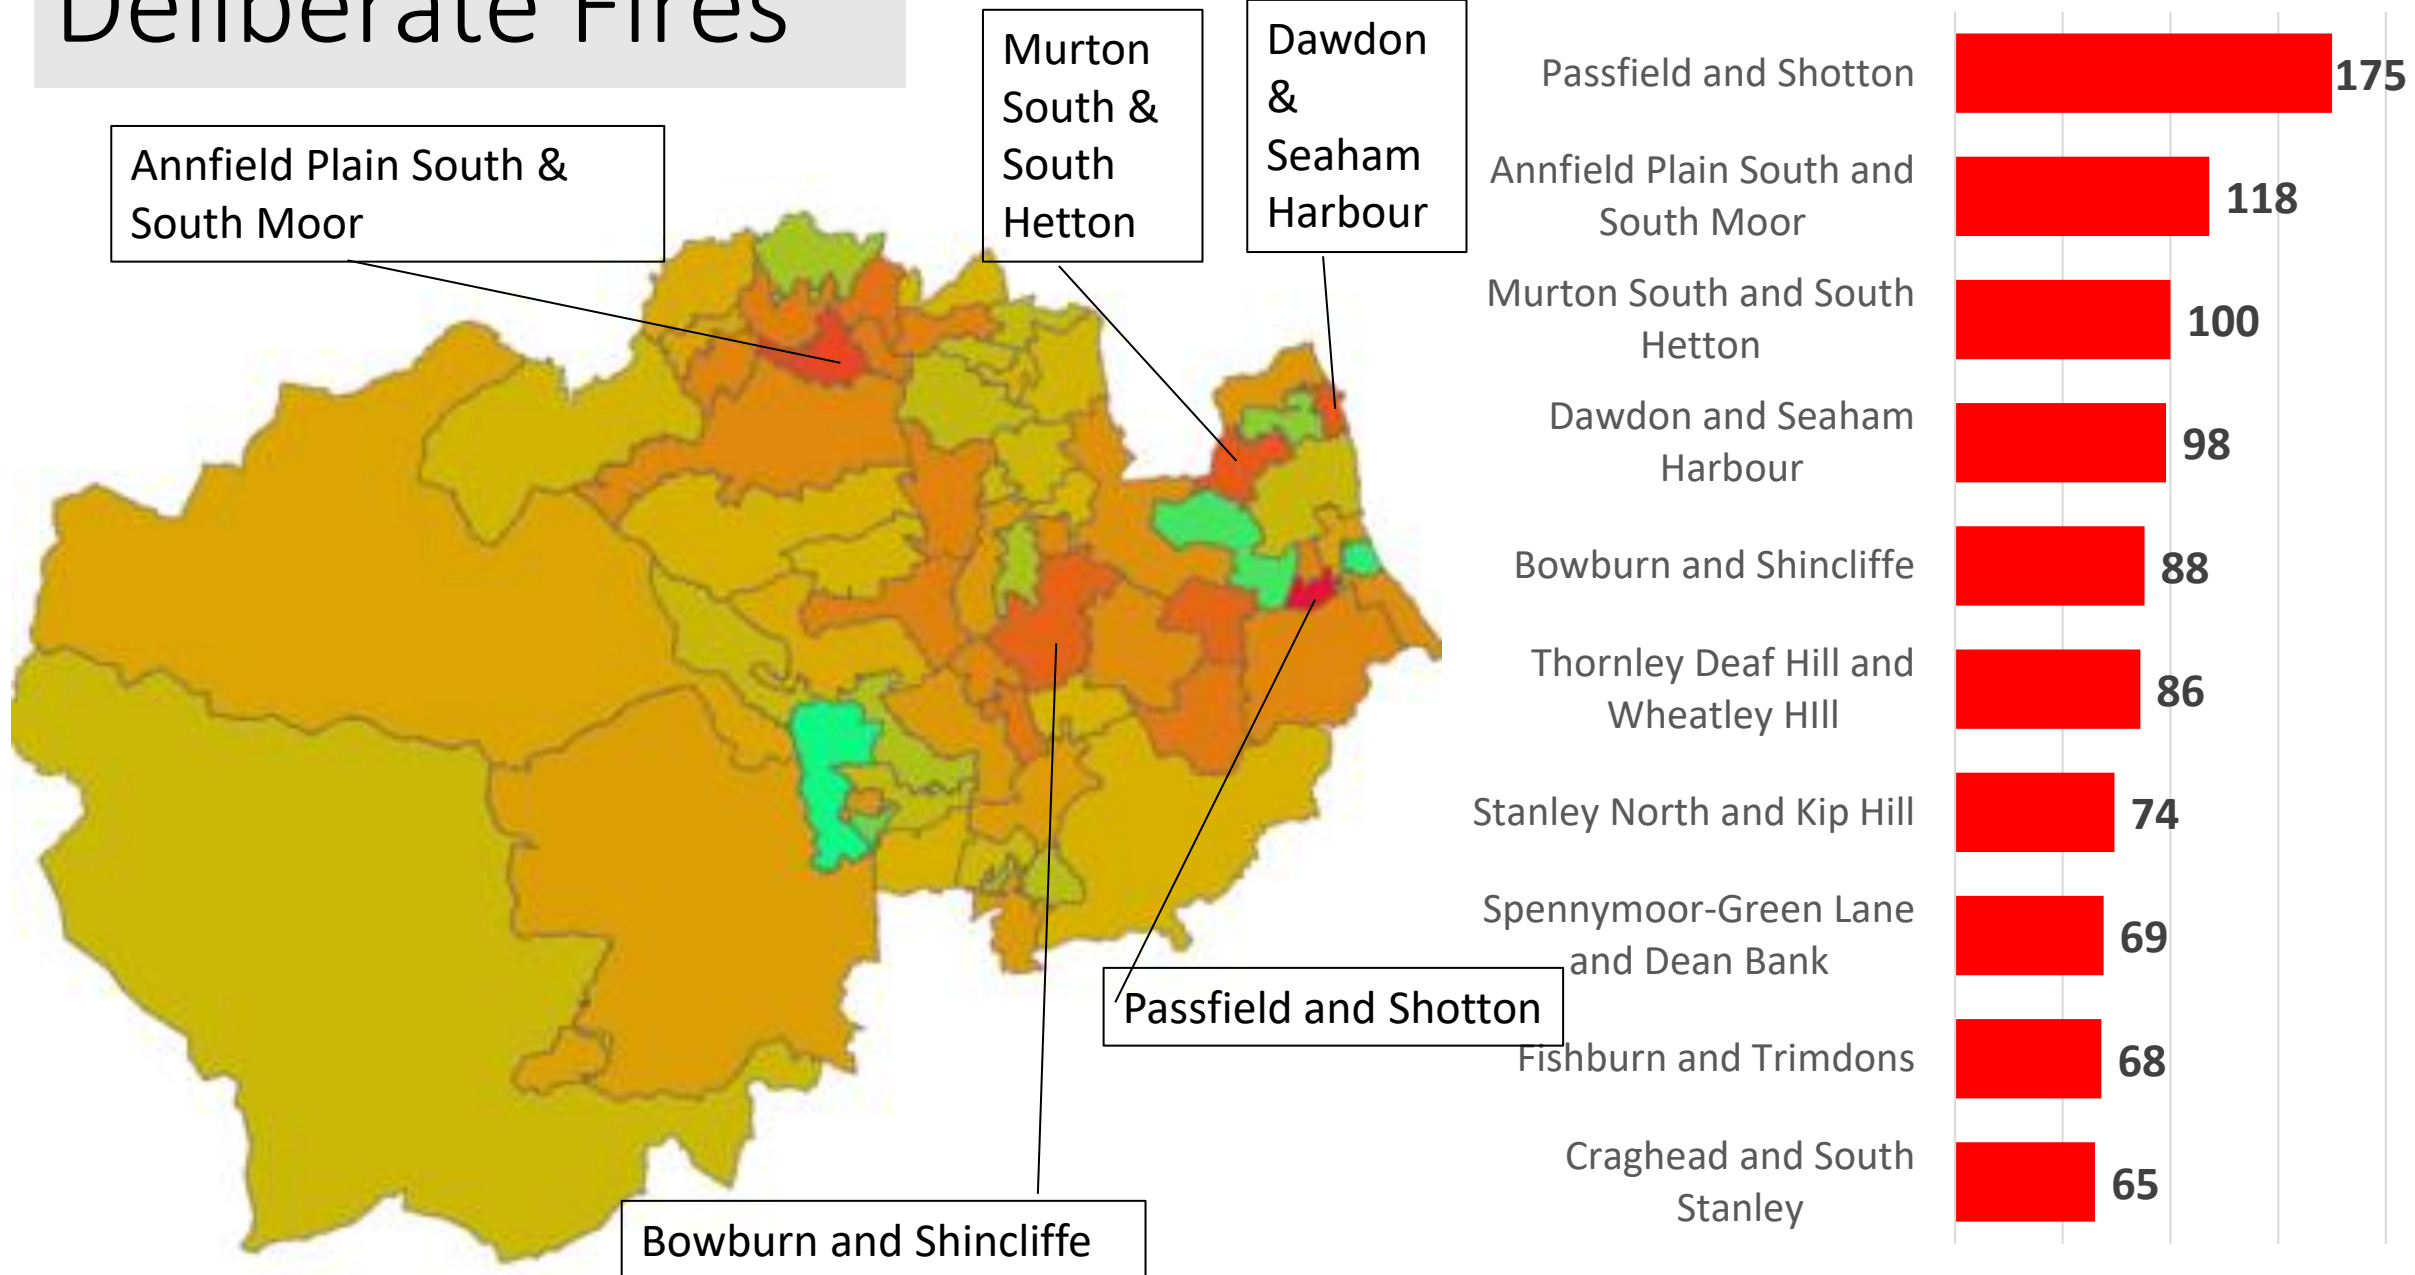 Deliberate Fires
Annfield Plain South &
South Moor
Murton
South &
South
Hetton
Dawdon
&
Seaham
Harbour
Passfield and Shotton
Bowburn and Shincliffe
Passfield and Shotton
175
Annfield Plain South and
South Moor
118
Murton South and South
Hetton
100
Dawdon and Seaham
Harbour
98
Bowburn and Shincliffe
88
Thornley Deaf Hill and
Wheatley HIll
86
Stanley North and Kip Hill
74
Spennymoor-Green Lane
and Dean Bank
69
Fishburn and Trimdons
68
Craghead and South
Stanley
65